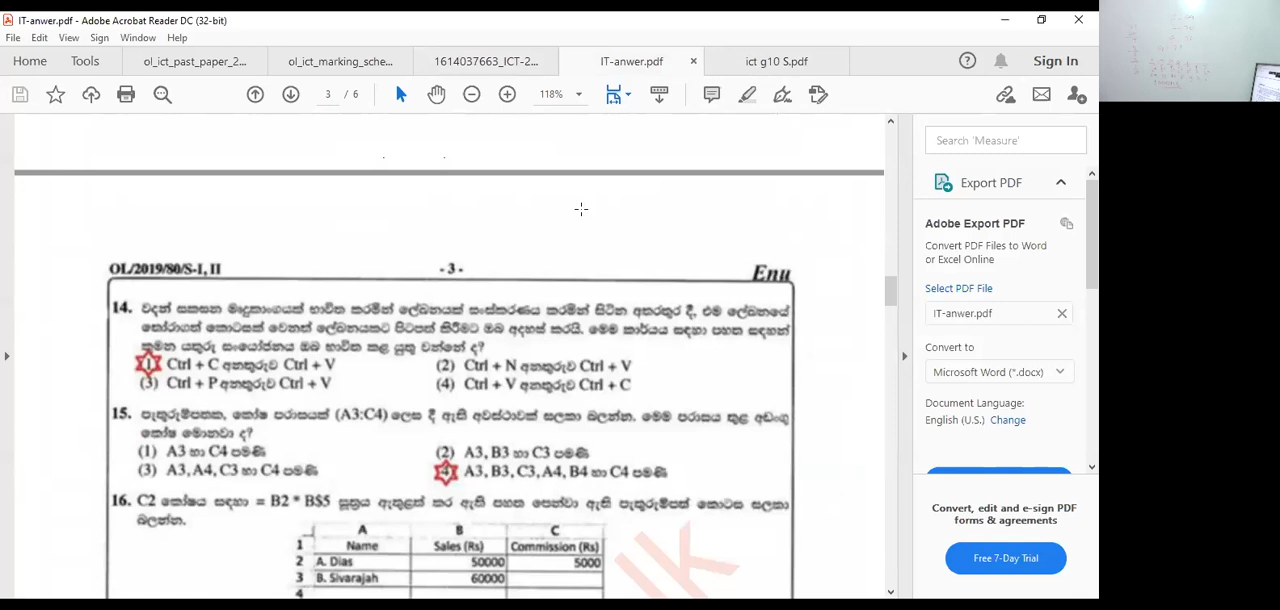 IT-anwer.pdf - Adobe Acrobat Reader DC (32-bit)
File Edit View Sign Window Help
Home Tools ol_ict_past_paper_2... ol_ict_marking_sche... 1614037663_ICT-2... IT-anwer.pdf × ict g10 S.pdf Sign In
3 / 6 118%
Search 'Measure'
Export PDF
Adobe Export PDF
Convert PDF Files to Word
or Excel Online
Select PDF File
IT-anwer.pdf
Convert to
Microsoft Word (*.docx)
Document Language:
English (U.S.) Change
Convert, edit and e-sign PDF
forms & agreements
Free 7-Day Trial
OL/2019/80/S-I, II - 3 - Enu
14. වදන් සකසන මෘදුකාංගයක් භාවිත කරමින් ලේඛනයක් සංස්කරණය කරමින් සිටින අතරතුර දී, එම ලේඛනයේ
තෝරාගත් කොටසක් වෙනත් ලේඛනයකට පිටපත් කිරීමට ඔබ අදහස් කරයි. මෙම කාර්යය සඳහා පහත සඳහන්
කුමන යතුරු සංයෝජනය ඔබ භාවිත කළ යුතු වන්නේ ද?
(1) Ctrl + C අනතුරුව Ctrl + V (2) Ctrl + N අනතුරුව Ctrl + V
(3) Ctrl + P අනතුරුව Ctrl + V (4) Ctrl + V අනතුරුව Ctrl + C
15. පැතුරුම්පතක, කෝෂ පරාසයක් (A3:C4) ලෙස දී ඇති අවස්ථාවක් සලකා බලන්න. මෙම පරාසය තුළ අඩංගු
කෝෂ මොනවා ද?
(1) A3 හා C4 පමණි (2) A3, B3 හා C3 පමණි
(3) A3, A4, C3 හා C4 පමණි (4) A3, B3, C3, A4, B4 හා C4 පමණි
16. C2 කෝෂය සඳහා = B2 * B$5 සූත්‍රය ඇතුළත් කර ඇති පහත පෙන්වා ඇති පැතුරුම්පත් කොටස සලකා
බලන්න.
A B C
1 Name Sales (Rs) Commission (Rs)
2 A. Dias 50000 5000
3 B. Sivarajah 60000
4
lk